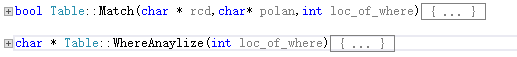 bool Table::Match(char * rcd,char* polan,int loc_of_where){ ... }
char * Table::WhereAnaylize(int loc_of_where){ ... }